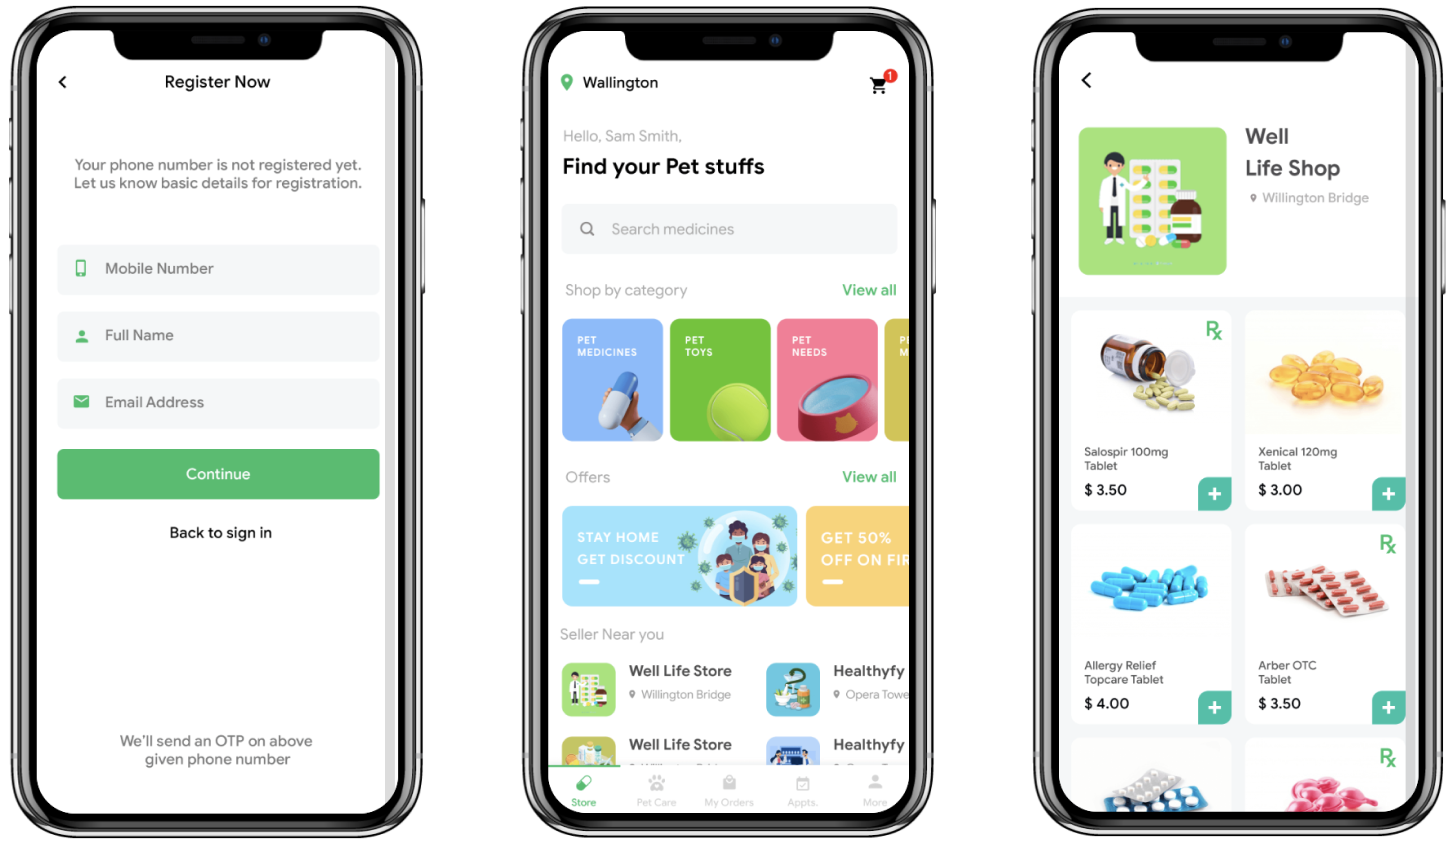 Register Now
Your phone number is not registered yet.
Let us know basic details for registration.
Mobile Number
Full Name
Email Address
Continue
Back to sign in
We'll send an OTP on above
given phone number
Wallington
1
Hello, Sam Smith,
Find your Pet stuffs
Search medicines
Shop by category
View all
PET
MEDICINES
PET
TOYS
PET
NEEDS
Offers
View all
STAY HOME
GET DISCOUNT
GET 50%
OFF ON FIR
Seller Near you
Well Life Store
Willington Bridge
Healthyfy
Opera Towe
Well Life Store
Healthyfy
Store
Pet Care
My Orders
Appts.
More
Well
Life Shop
Willington Bridge
Rx
Salospir 100mg
Tablet
$ 3.50
Xenical 120mg
Tablet
$ 3.00
Allergy Relief
Topcare Tablet
$ 4.00
Rx
Arber OTC
Tablet
$ 3.50
Rx